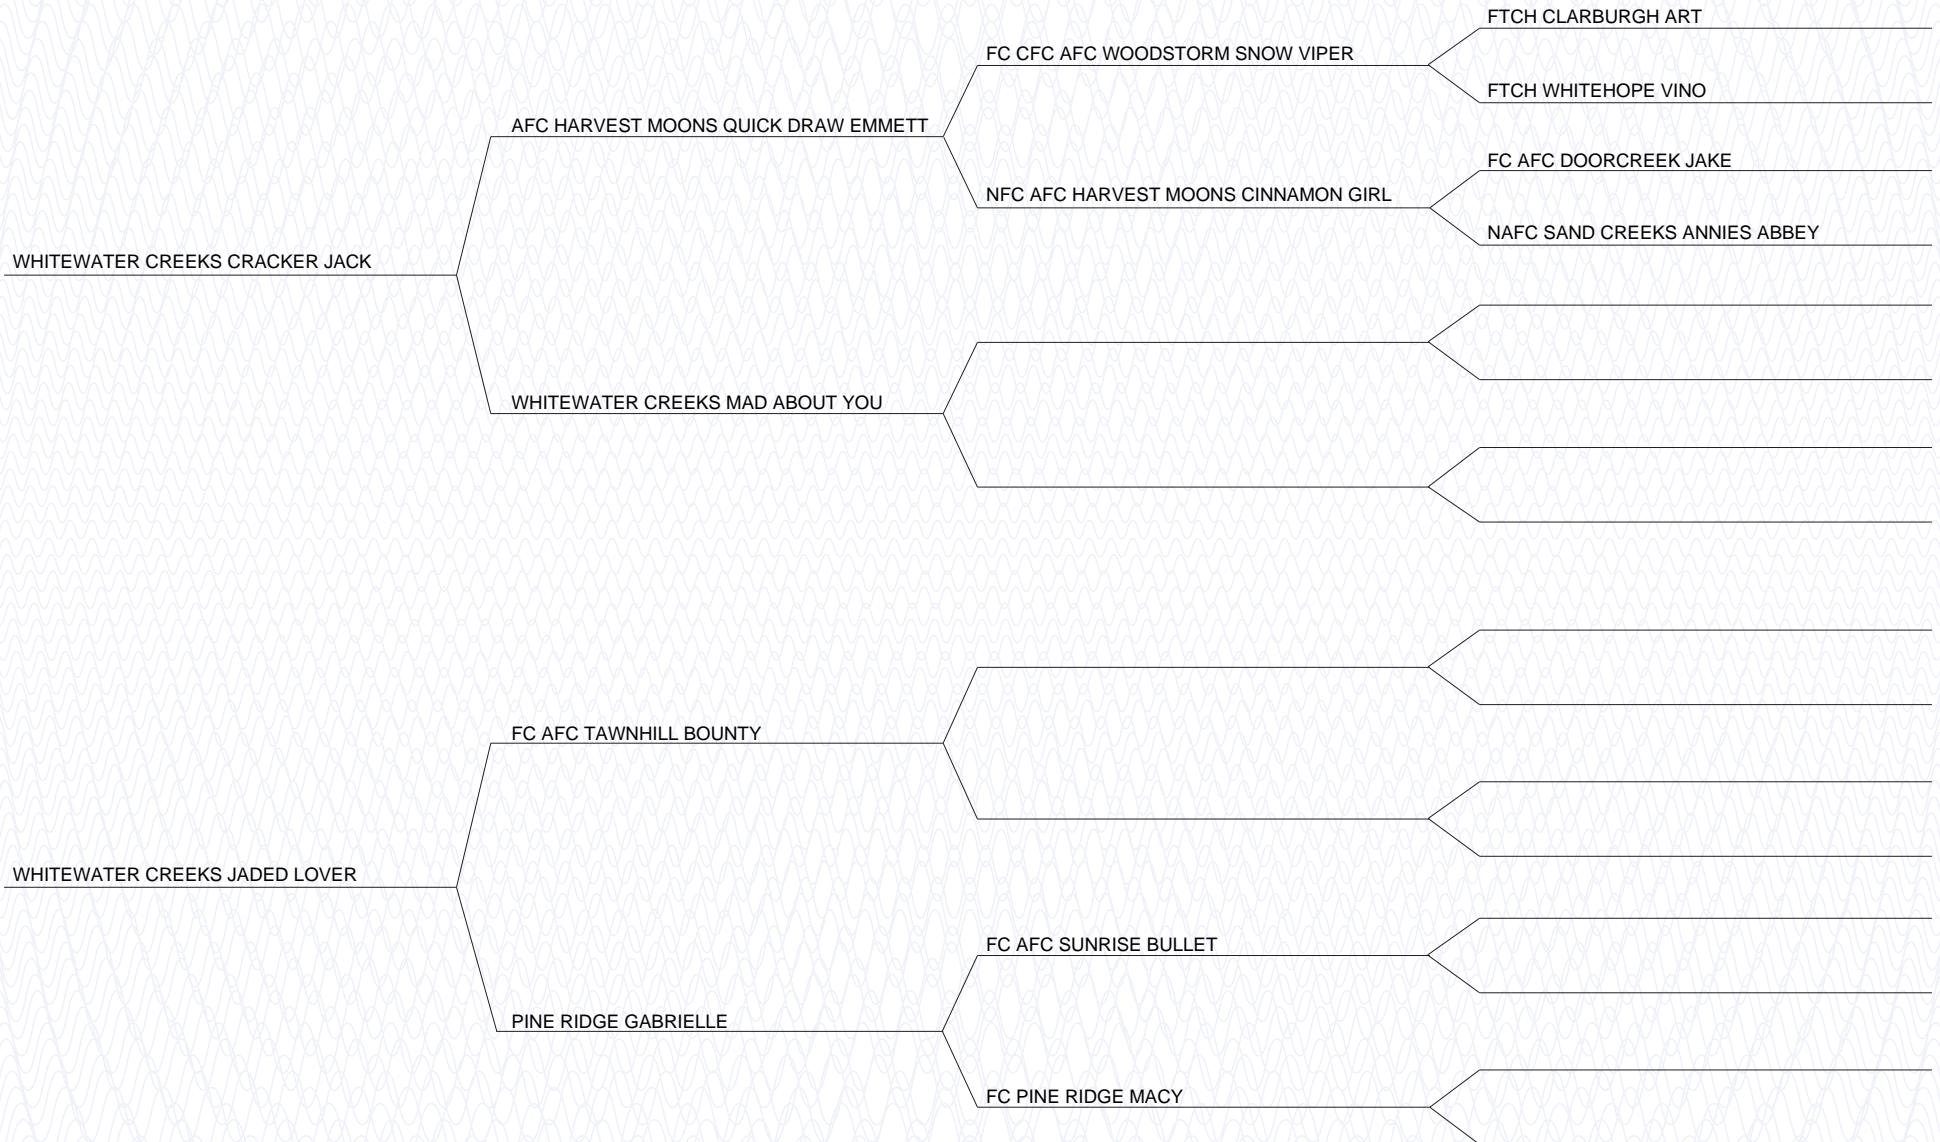 FTCH CLARBURGH ART
FC CFC AFC WOODSTORM SNOW VIPER
FTCH WHITEHOPE VINO
AFC HARVEST MOONS QUICK DRAW EMMETT
FC AFC DOORCREEK JAKE
NFC AFC HARVEST MOONS CINNAMON GIRL
NAFC SAND CREEKS ANNIES ABBEY
WHITEWATER CREEKS CRACKER JACK
WHITEWATER CREEKS MAD ABOUT YOU
FC AFC TAWNHILL BOUNTY
WHITEWATER CREEKS JADED LOVER
FC AFC SUNRISE BULLET
PINE RIDGE GABRIELLE
FC PINE RIDGE MACY